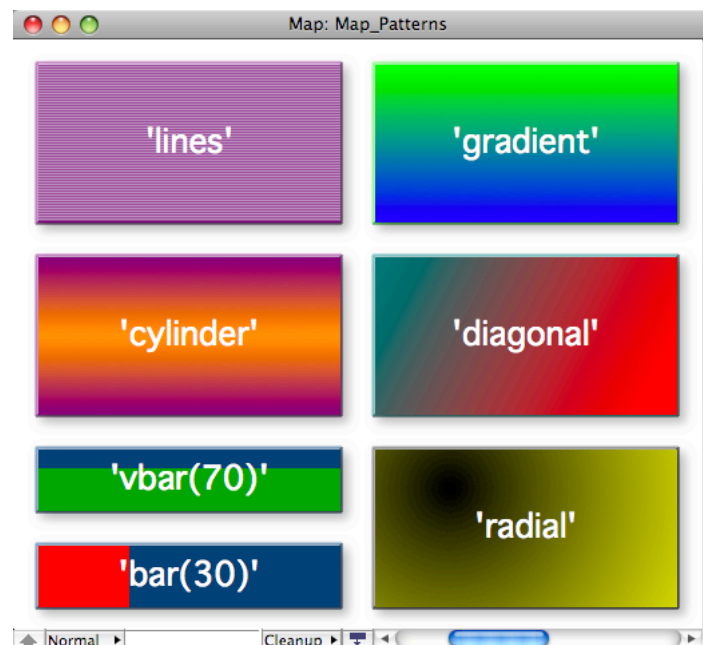 Map: Map_Patterns
'lines'
'gradient'
'cylinder'
'diagonal'
'vbar(70)'
'radial'
'bar(30)'
Normal
Cleanup